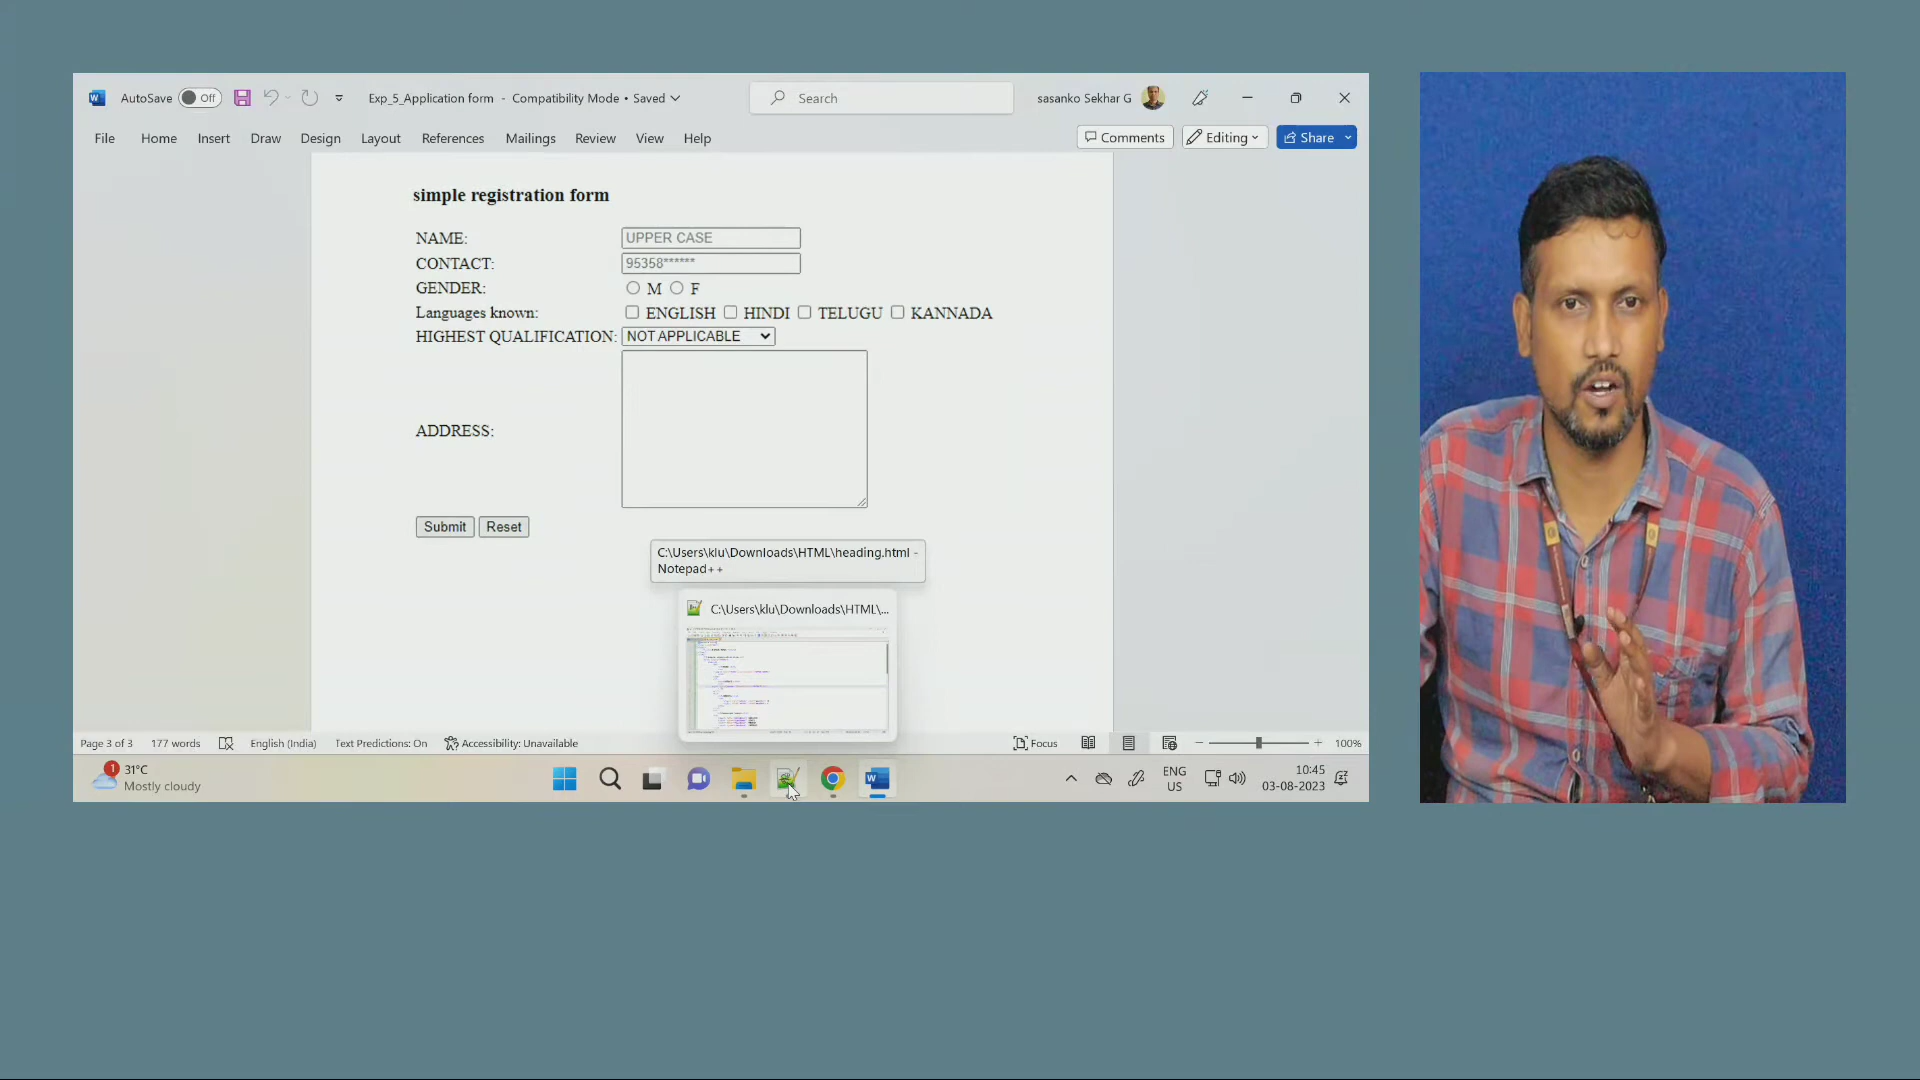 AutoSave Off Exp_5_Application form - Compatibility Mode • Saved Search sasanko Sekhar G
File Home Insert Draw Design Layout References Mailings Review View Help Comments Editing Share
simple registration form
NAME: UPPER CASE
CONTACT: 95358******
GENDER: M F
Languages known: ENGLISH HINDI TELUGU KANNADA
HIGHEST QUALIFICATION: NOT APPLICABLE
ADDRESS:
Submit Reset
C:\Users\klu\Downloads\HTML\heading.html -
Notepad++
C:\Users\klu\Downloads\HTML\...
Page 3 of 3 177 words English (India) Text Predictions: On Accessibility: Unavailable Focus 100%
1 31°C
Mostly cloudy
ENG
US
10:45
03-08-2023